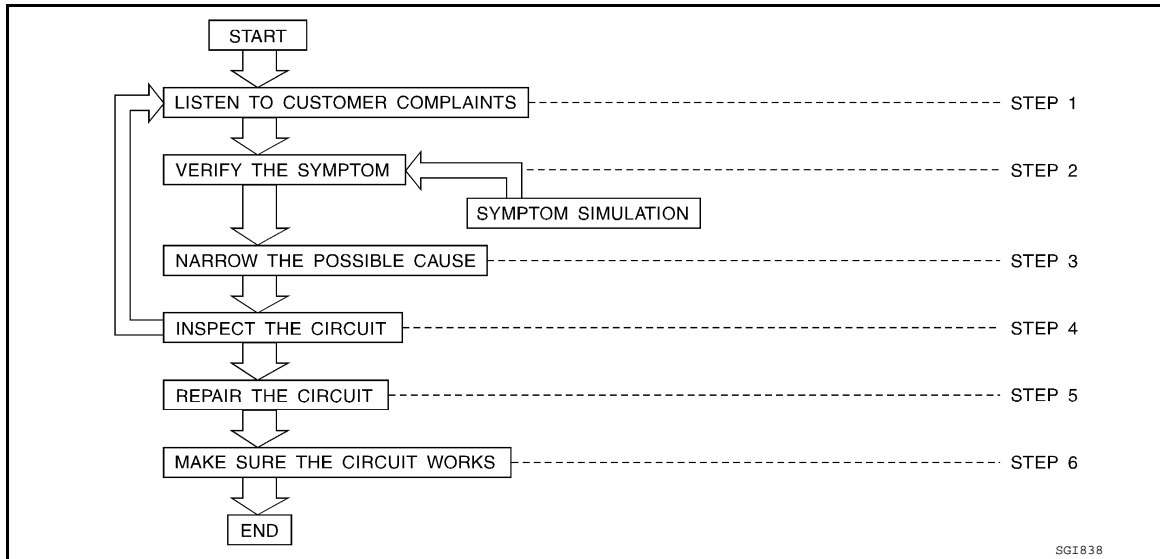 START
LISTEN TO CUSTOMER COMPLAINTS STEP 1
VERIFY THE SYMPTOM STEP 2
SYMPTOM SIMULATION
NARROW THE POSSIBLE CAUSE STEP 3
INSPECT THE CIRCUIT STEP 4
REPAIR THE CIRCUIT STEP 5
MAKE SURE THE CIRCUIT WORKS STEP 6
END
SGI838